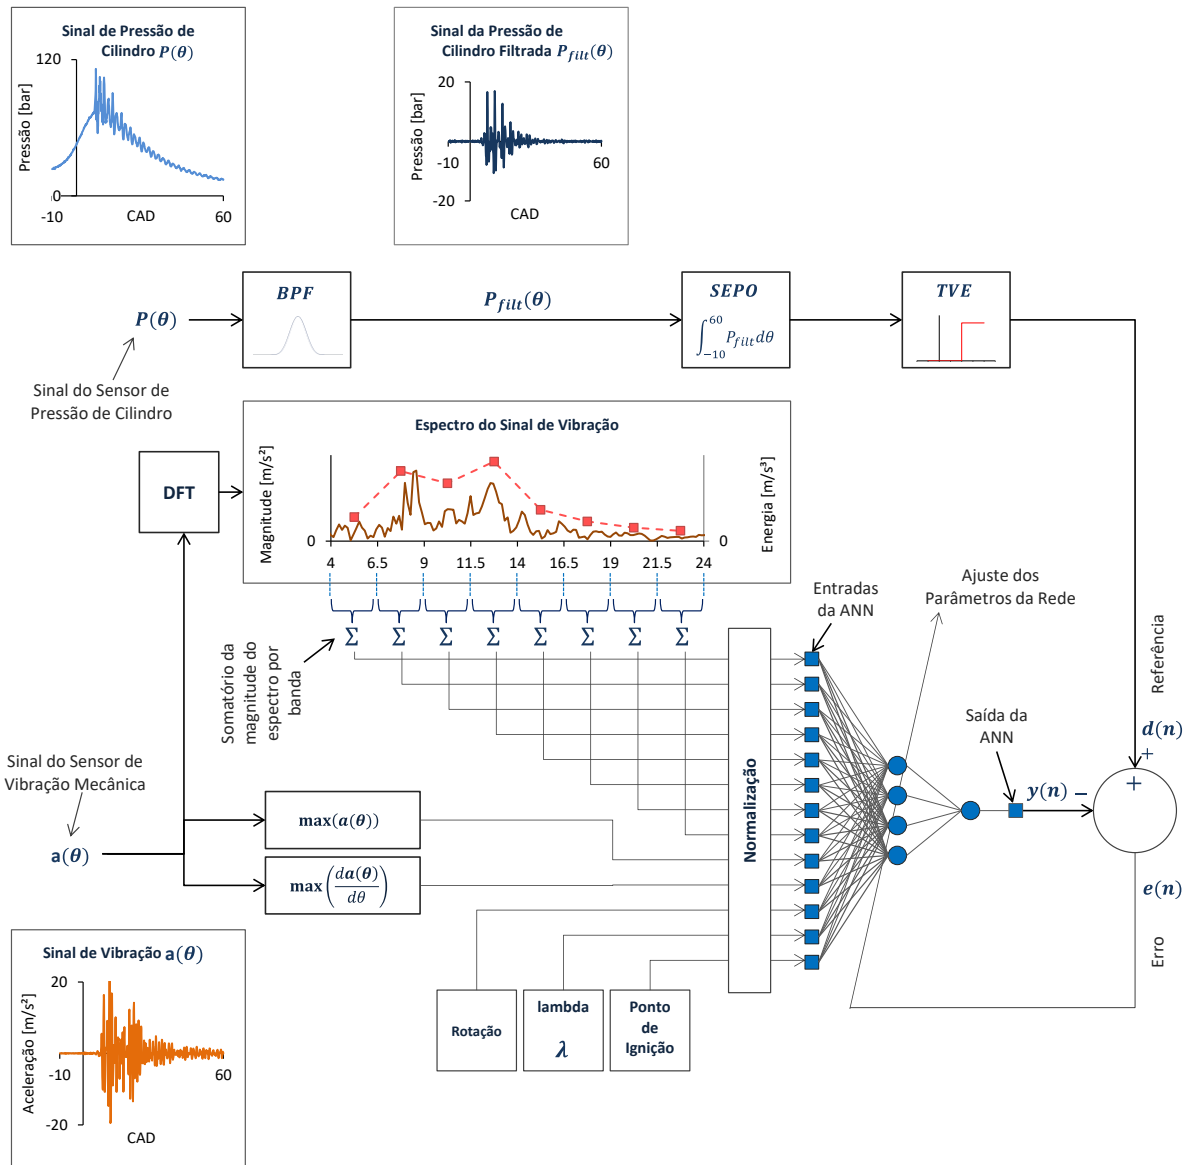 Sinal de Pressão de
Cilindro P(θ)
120
Pressão [bar]
0
-10
CAD
60
Sinal da Pressão de
Cilindro Filtrada P_filt(θ)
20
Pressão [bar]
-10
-10
60
-20
CAD
P(θ)
Sinal do Sensor de
Pressão de Cilindro
BPF
P_filt(θ)
SEPO
∫_{-10}^{60} P_filt dθ
TVE
DFT
Espectro do Sinal de Vibração
Magnitude [m/s²]
Energia [m/s³]
0
0
4
6.5
9
11.5
14
16.5
19
21.5
24
Σ Σ Σ Σ Σ Σ Σ Σ
Somatório da
magnitude do
espectro por
banda
Entradas
da ANN
Ajuste dos
Parâmetros da Rede
Referência
Saída da
ANN
d(n)
+
+
y(n) −
e(n)
Erro
Normalização
Sinal do Sensor de
Vibração Mecânica
a(θ)
max(a(θ))
max(da(θ)/dθ)
Rotação
lambda
λ
Ponto
de
Ignição
Sinal de Vibração a(θ)
20
Aceleração [m/s²]
-10
60
-20
CAD